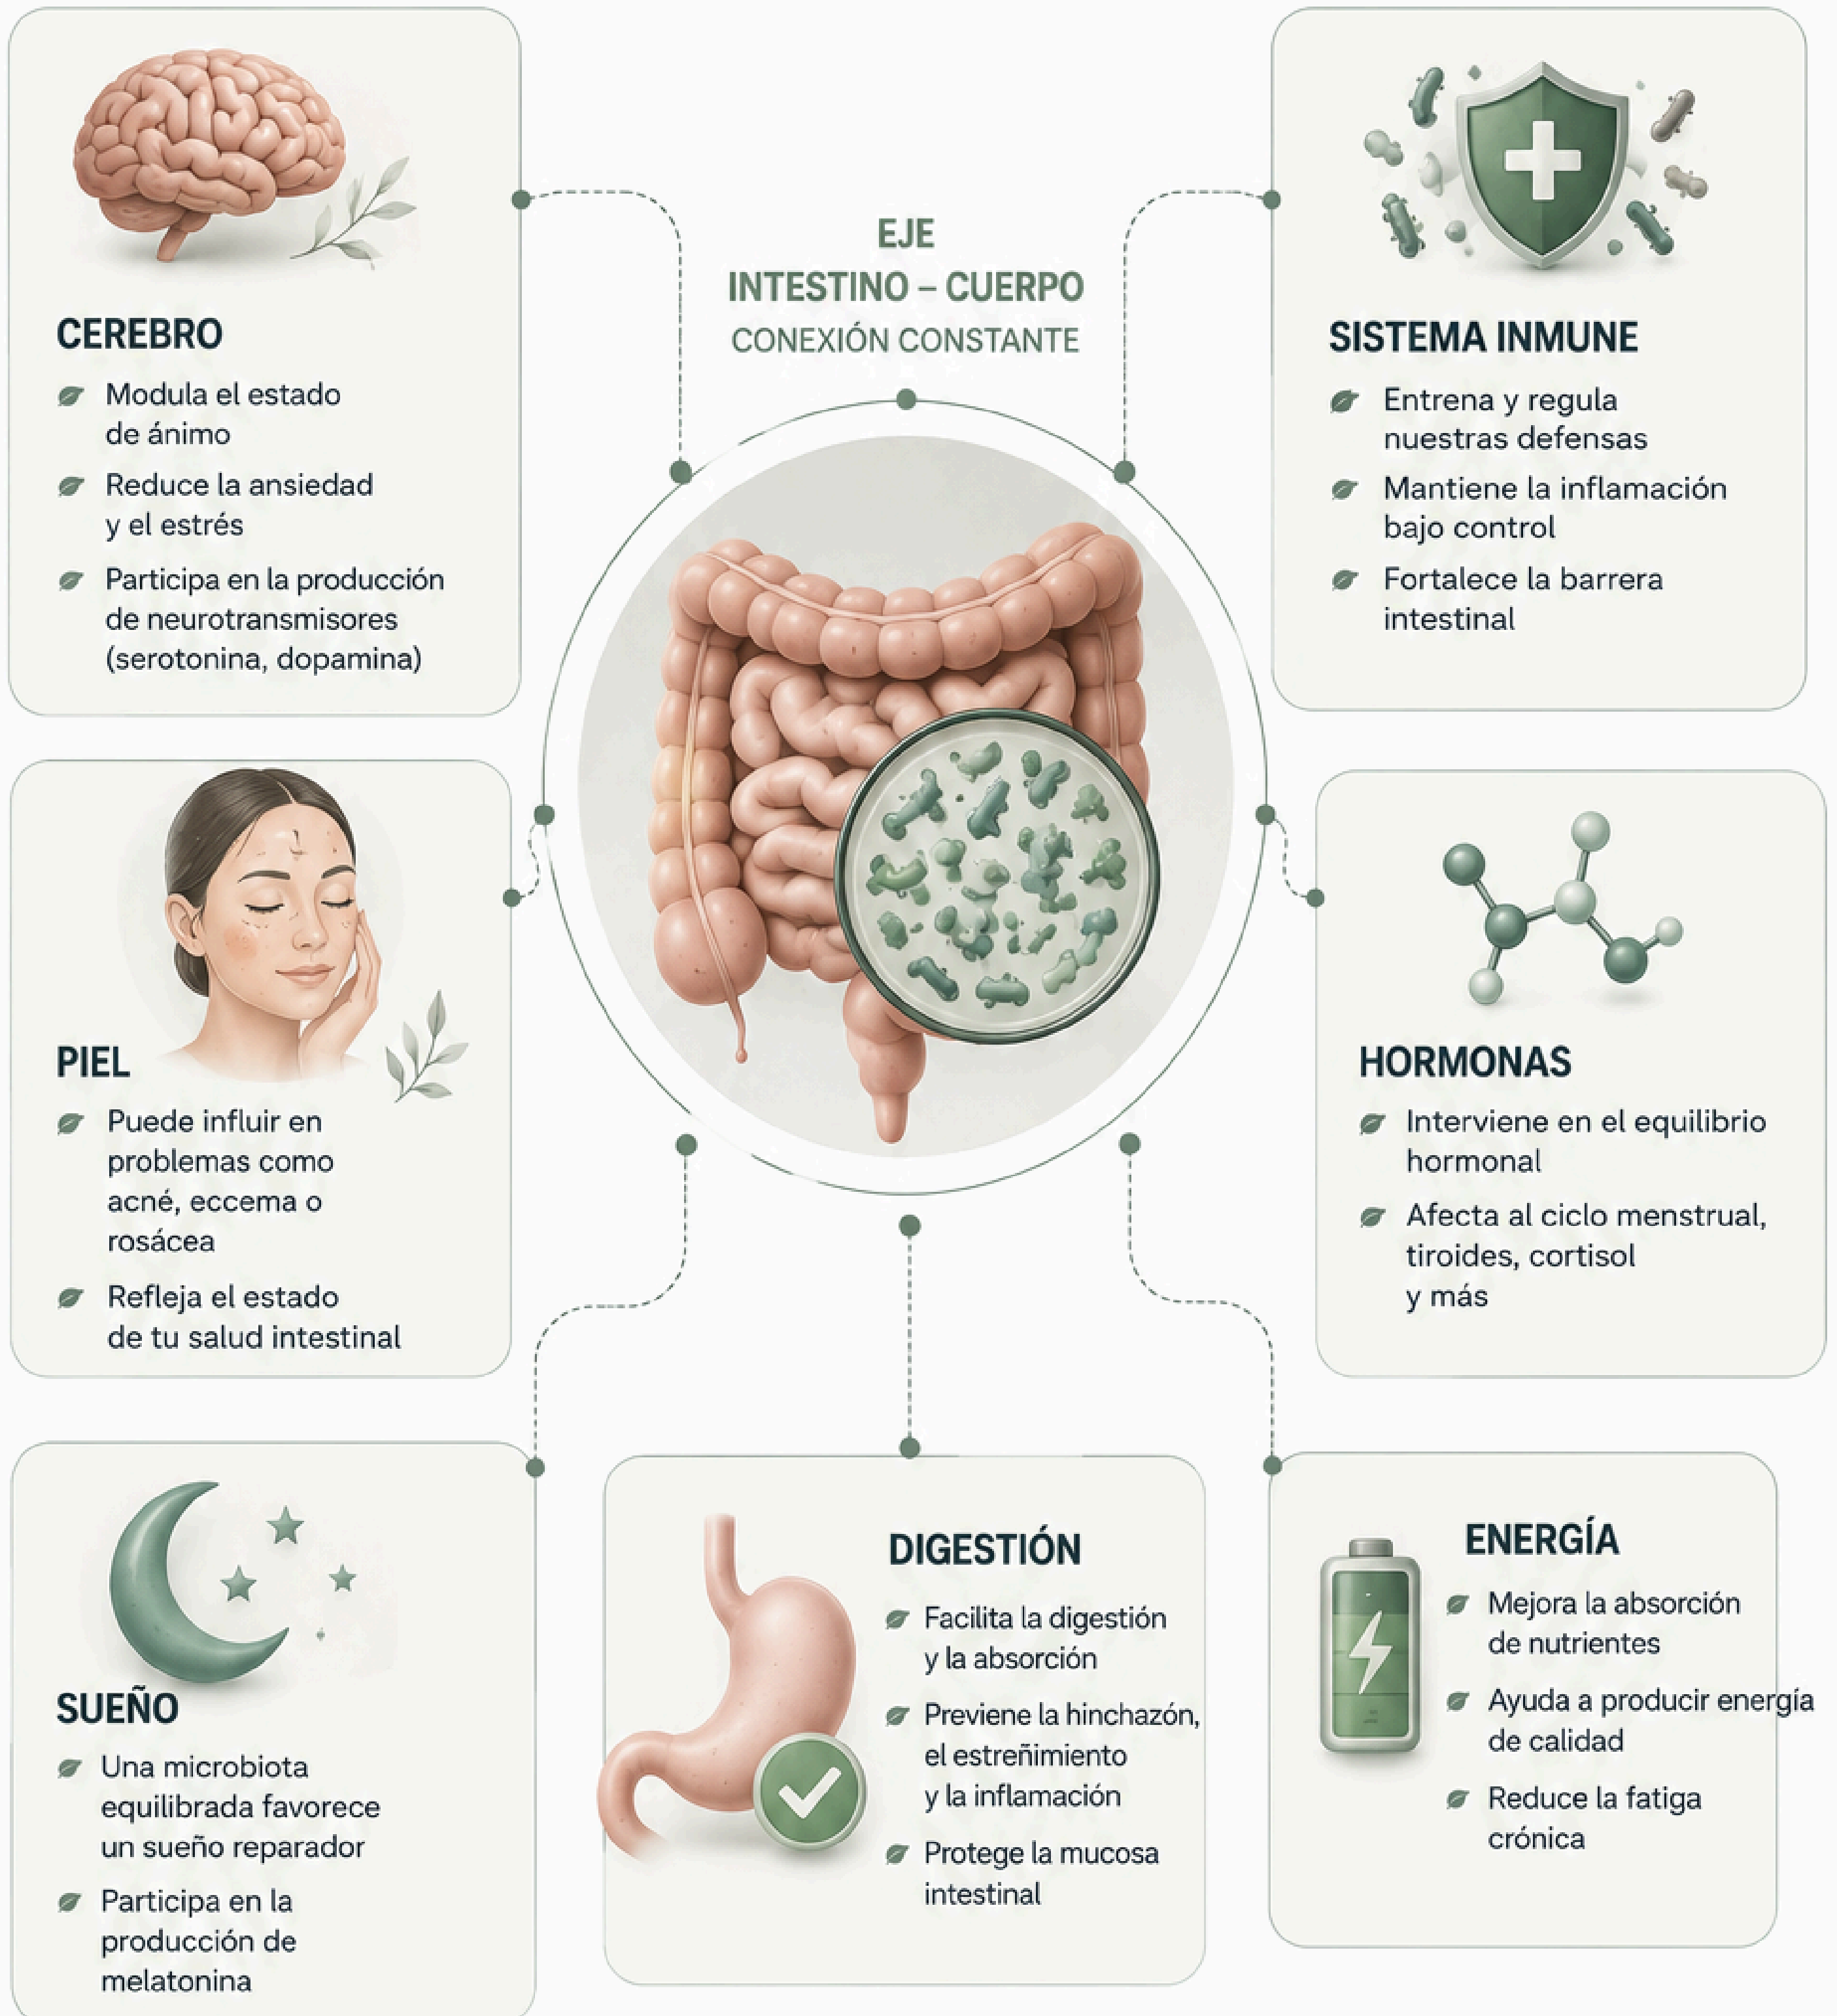 EJE
INTESTINO – CUERPO
CONEXIÓN CONSTANTE
CEREBRO
Modula el estado
de ánimo
Reduce la ansiedad
y el estrés
Participa en la producción
de neurotransmisores
(serotonina, dopamina)
SISTEMA INMUNE
Entrena y regula
nuestras defensas
Mantiene la inflamación
bajo control
Fortalece la barrera
intestinal
PIEL
Puede influir en
problemas como
acné, eccema o
rosácea
Refleja el estado
de tu salud intestinal
HORMONAS
Interviene en el equilibrio
hormonal
Afecta al ciclo menstrual,
tiroides, cortisol
y más
SUEÑO
Una microbiota
equilibrada favorece
un sueño reparador
Participa en la
producción de
melatonina
DIGESTIÓN
Facilita la digestión
y la absorción
Previene la hinchazón,
el estreñimiento
y la inflamación
Protege la mucosa
intestinal
ENERGÍA
Mejora la absorción
de nutrientes
Ayuda a producir energía
de calidad
Reduce la fatiga
crónica